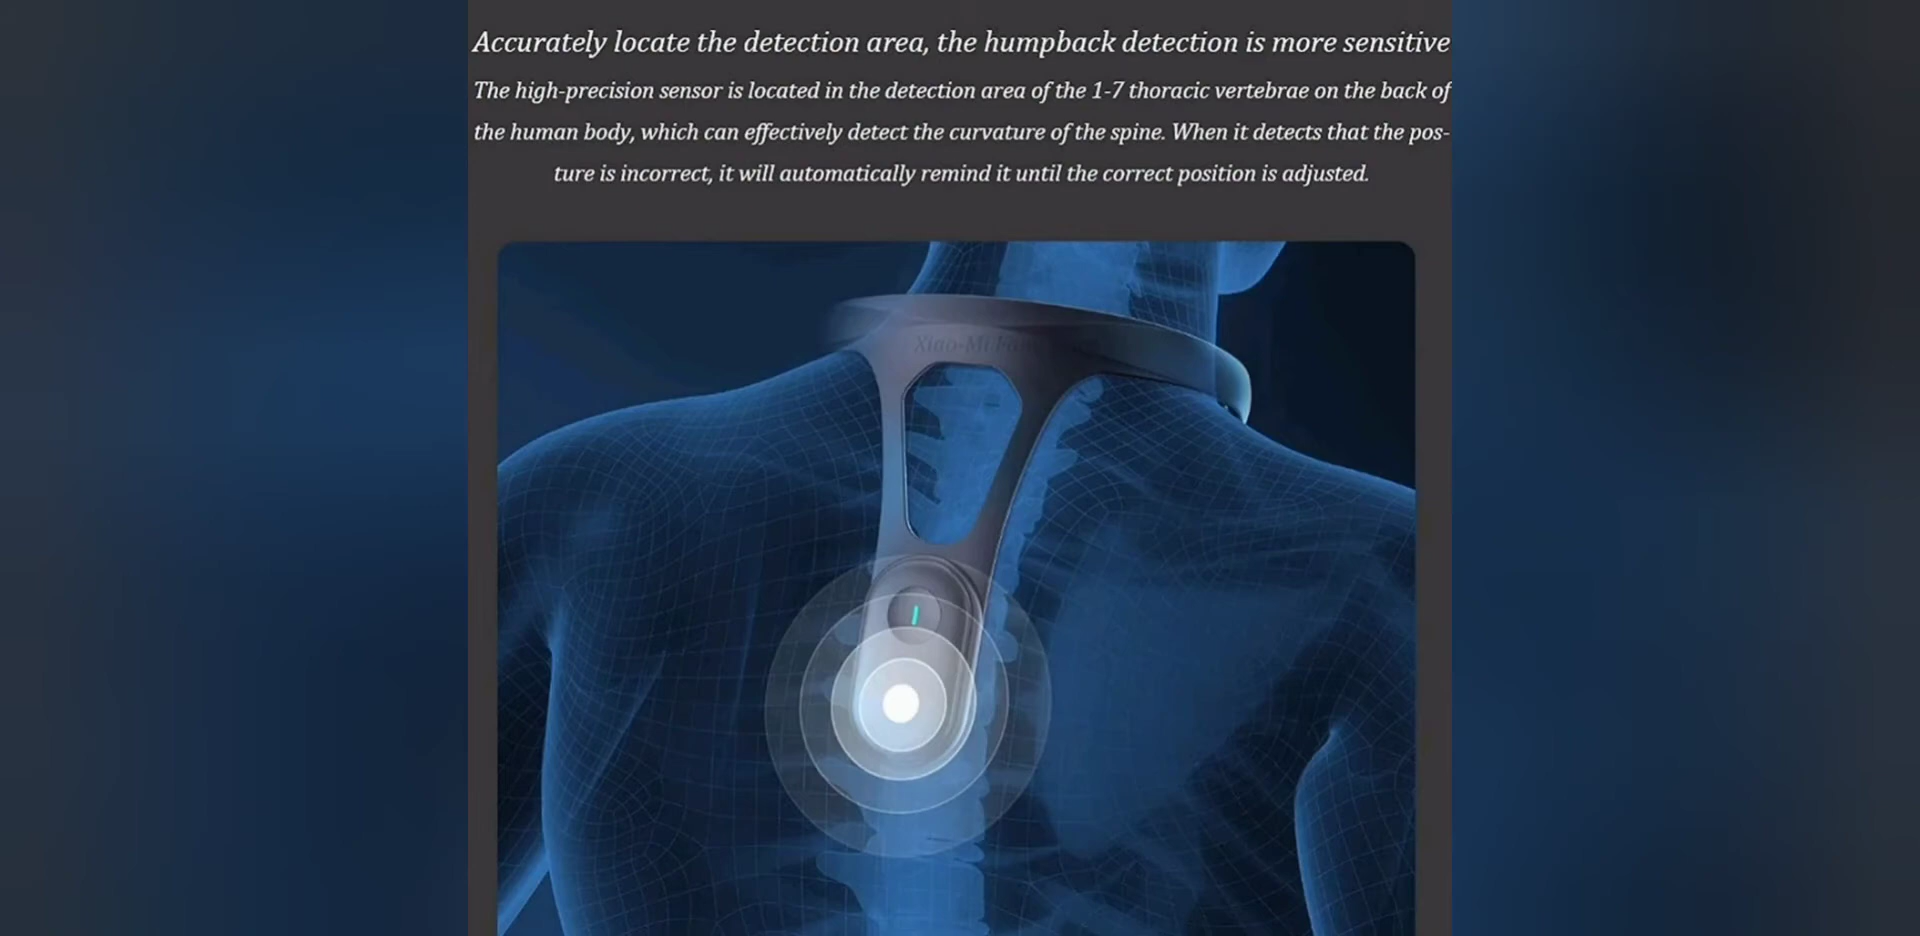 Accurately locate the detection area, the humpback detection is more sensitive
The high-precision sensor is located in the detection area of the 1-7 thoracic vertebrae on the back of
the human body, which can effectively detect the curvature of the spine. When it detects that the pos-
ture is incorrect, it will automatically remind it until the correct position is adjusted.